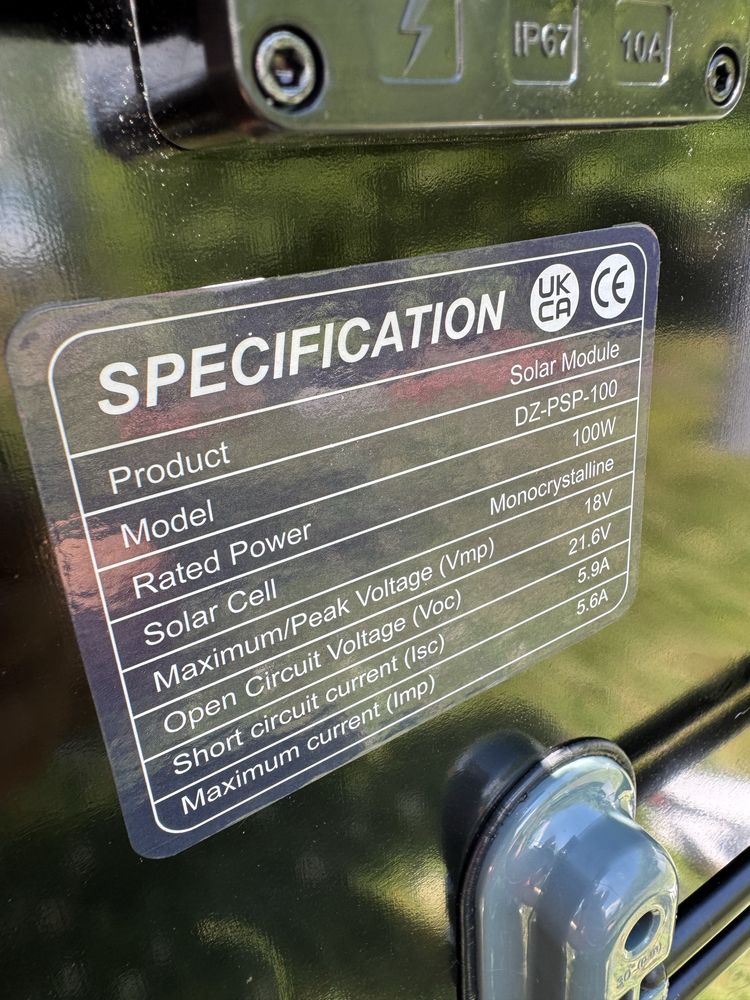 IP67 10A
SPECIFICATION UK CA CE
Product Solar Module
Model DZ-PSP-100
Rated Power 100W
Solar Cell Monocrystalline
Maximum/Peak Voltage (Vmp) 18V
Open Circuit Voltage (Voc) 21.6V
Short circuit current (Isc) 5.9A
Maximum current (Imp) 5.6A